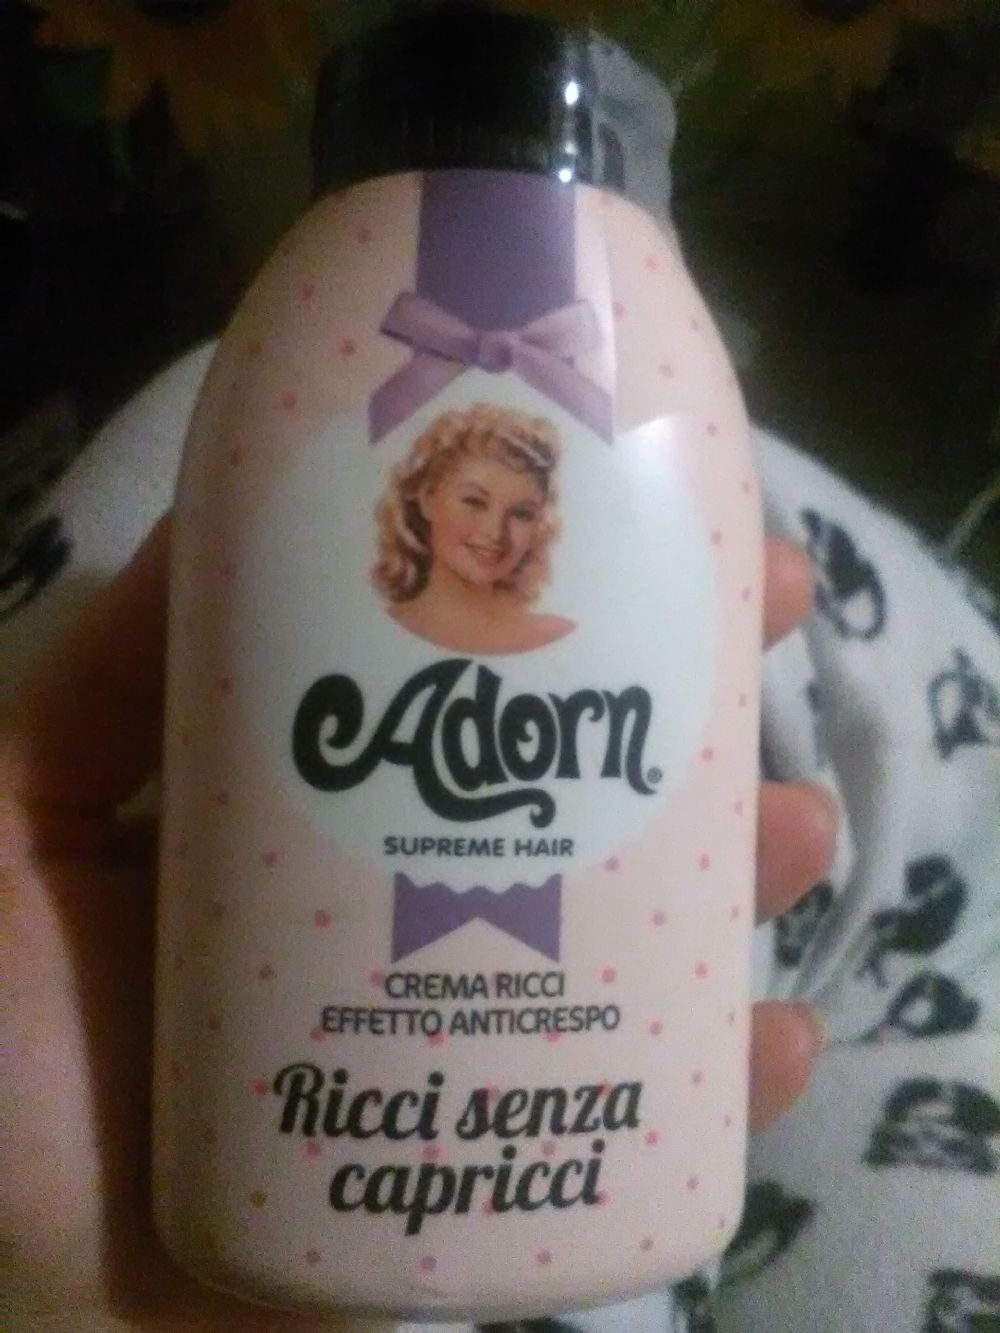 Adorn®
SUPREME HAIR
CREMA RICCI
EFFETTO ANTICRESPO
Ricci senza
capricci